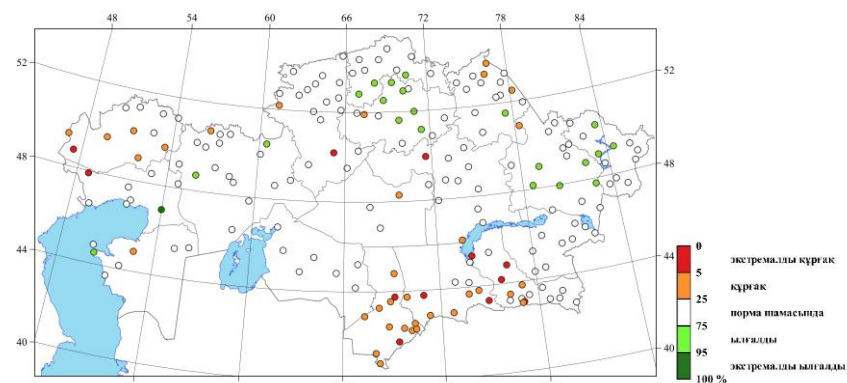 48 54 60 66 72 78 84
52 52
48 48
44 44
40 40
0
экстремалды құрғақ
5
құрғақ
25
норма шамасында
75
ылғалды
95
экстремалды ылғалды
100 %